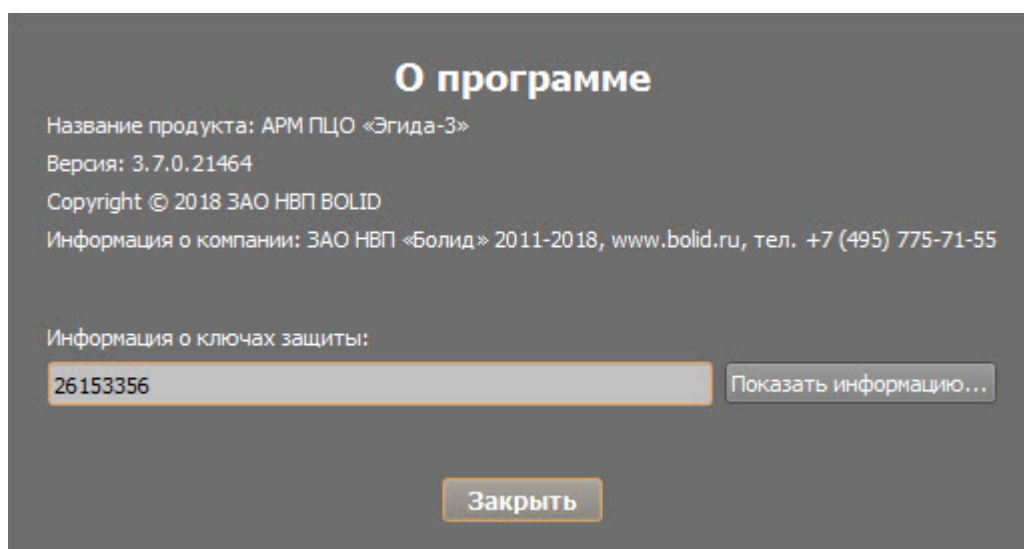 О программе
Название продукта: АРМ ПЦО «Эгида-3»
Версия: 3.7.0.21464
Copyright © 2018 ЗАО НВП BOLID
Информация о компании: ЗАО НВП «Болид» 2011-2018, www.bolid.ru, тел. +7 (495) 775-71-55
Информация о ключах защиты:
26153356 Показать информацию...
Закрыть